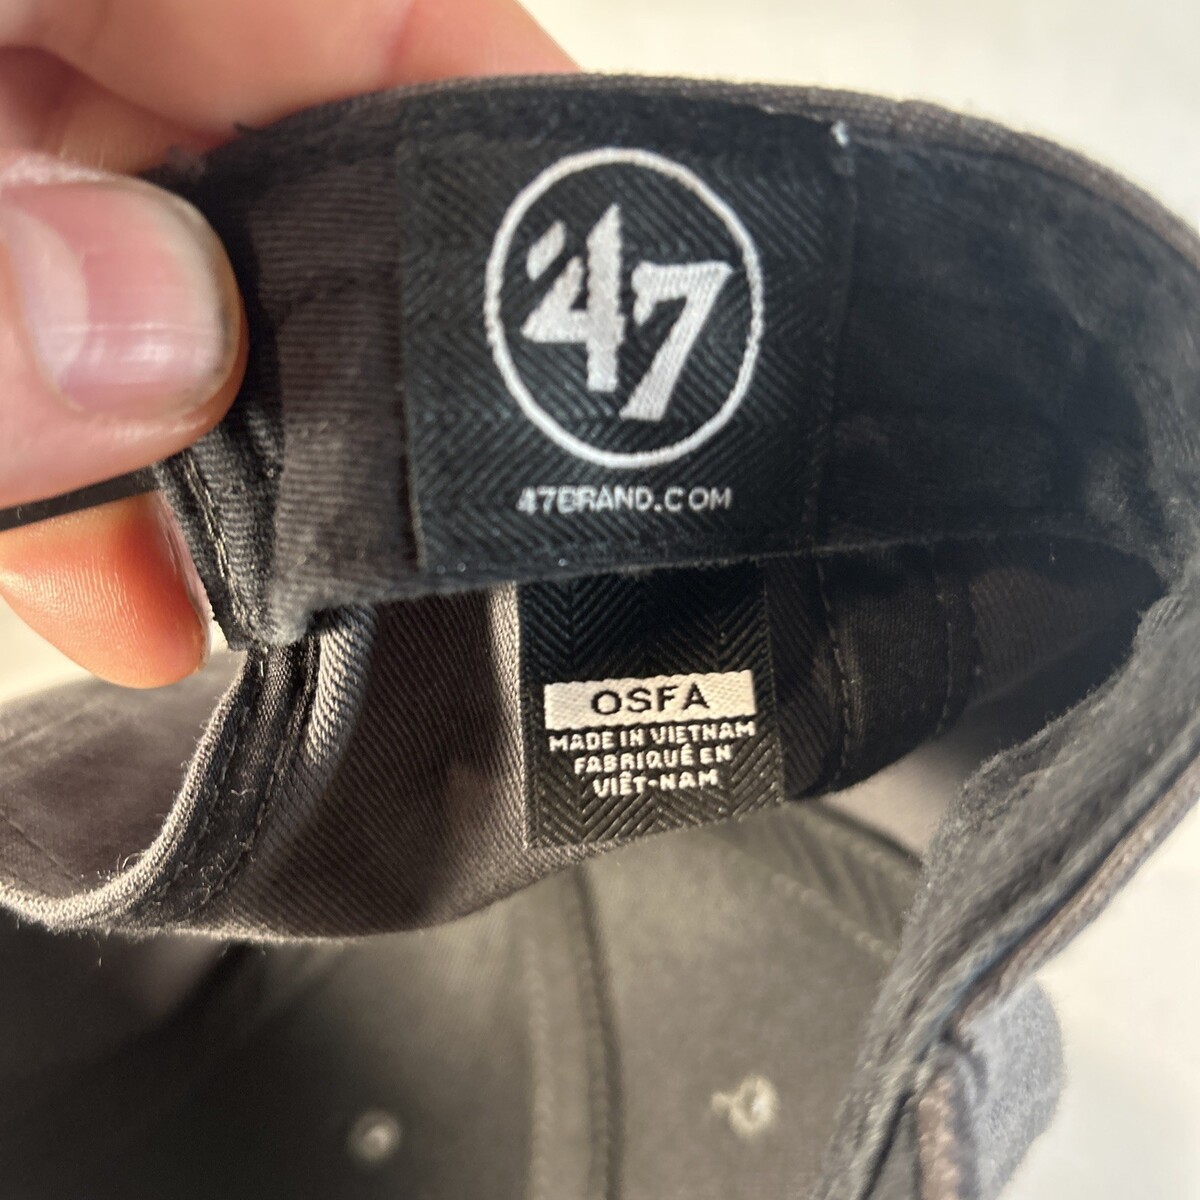 '47
47BRAND.COM
OSFA
MADE IN VIETNAM
FABRIQUÉ EN
VIÊT-NAM